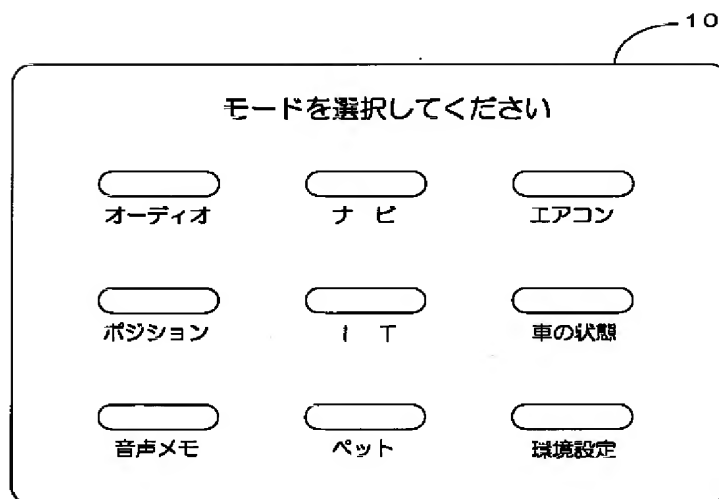 10
モードを選択してください
オーディオ ナビ エアコン
ポジション IT 車の状態
音声メモ ペット 環境設定